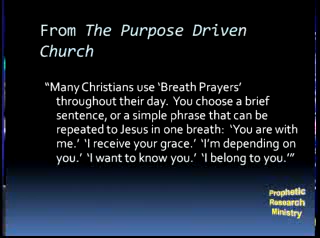 From The Purpose Driven
Church
“Many Christians use ‘Breath Prayers’
throughout their day. You choose a brief
sentence, or a simple phrase that can be
repeated to Jesus in one breath: ‘You are with
me.’ ‘I receive your grace.’ ‘I’m depending on
you.’ ‘I want to know you.’ ‘I belong to you.’”
Prophetic
Research
Ministry